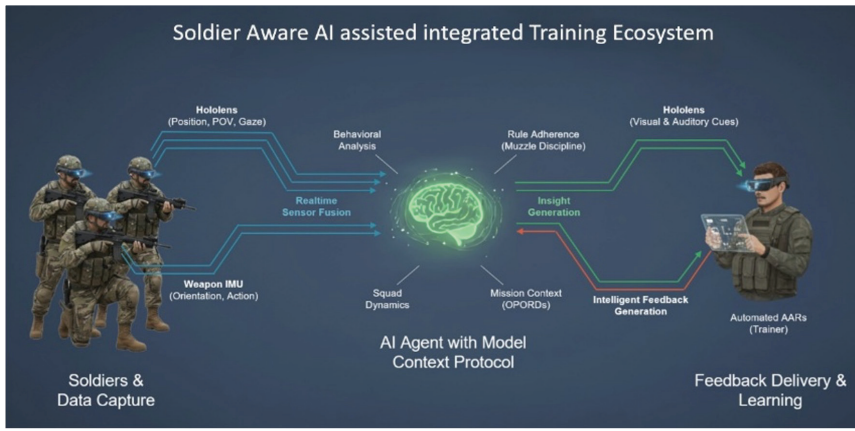 Soldier Aware AI assisted integrated Training Ecosystem
Hololens
(Position, POV, Gaze)
Behavioral
Analysis
Rule Adherence
(Muzzle Discipline)
Hololens
(Visual & Auditory Cues)
Realtime
Sensor Fusion
Insight
Generation
Weapon IMU
(Orientation, Action)
Squad
Dynamics
Mission Context
(OPORDs)
Intelligent Feedback
Generation
Automated AARs
(Trainer)
AI Agent with Model
Context Protocol
Soldiers &
Data Capture
Feedback Delivery &
Learning